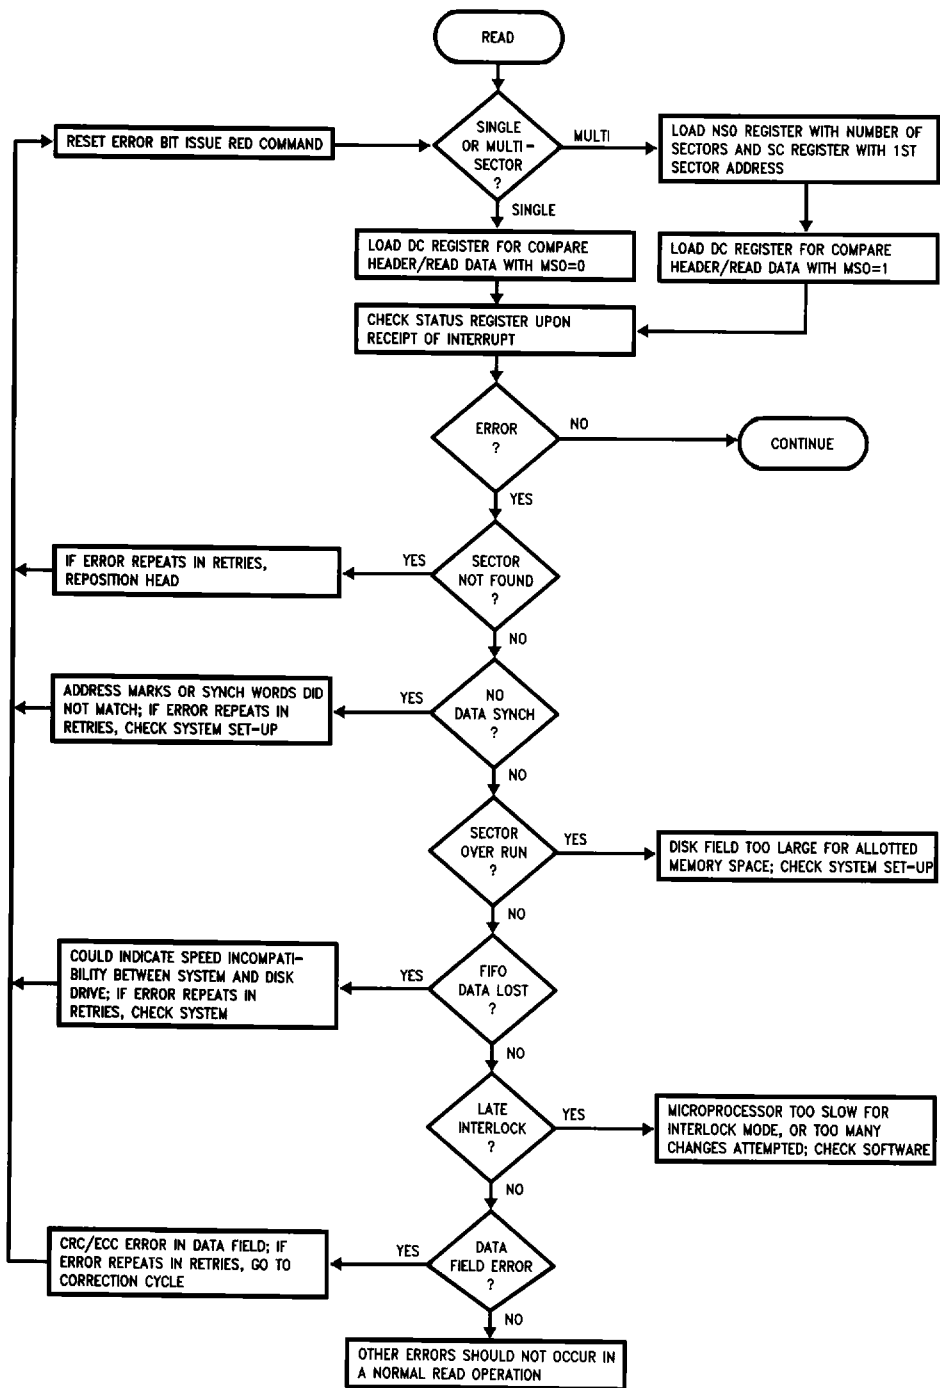 READ
SINGLE
OR MULTI-
SECTOR
?
MULTI
LOAD NSO REGISTER WITH NUMBER OF
SECTORS AND SC REGISTER WITH 1ST
SECTOR ADDRESS
RESET ERROR BIT ISSUE RED COMMAND
SINGLE
LOAD DC REGISTER FOR COMPARE
HEADER/READ DATA WITH MSO=0
LOAD DC REGISTER FOR COMPARE
HEADER/READ DATA WITH MSO=1
CHECK STATUS REGISTER UPON
RECEIPT OF INTERRUPT
ERROR
?
NO
CONTINUE
YES
SECTOR
NOT FOUND
?
YES
IF ERROR REPEATS IN RETRIES,
REPOSITION HEAD
NO
NO
DATA SYNCH
?
YES
ADDRESS MARKS OR SYNCH WORDS DID
NOT MATCH; IF ERROR REPEATS IN
RETRIES, CHECK SYSTEM SET-UP
NO
SECTOR
OVER RUN
?
YES
DISK FIELD TOO LARGE FOR ALLOTTED
MEMORY SPACE; CHECK SYSTEM SET-UP
NO
FIFO
DATA LOST
?
YES
COULD INDICATE SPEED INCOMPATI-
BILITY BETWEEN SYSTEM AND DISK
DRIVE; IF ERROR REPEATS IN
RETRIES, CHECK SYSTEM
NO
LATE
INTERLOCK
?
YES
MICROPROCESSOR TOO SLOW FOR
INTERLOCK MODE, OR TOO MANY
CHANGES ATTEMPTED; CHECK SOFTWARE
NO
DATA
FIELD ERROR
?
YES
CRC/ECC ERROR IN DATA FIELD; IF
ERROR REPEATS IN RETRIES, GO TO
CORRECTION CYCLE
NO
OTHER ERRORS SHOULD NOT OCCUR IN
A NORMAL READ OPERATION